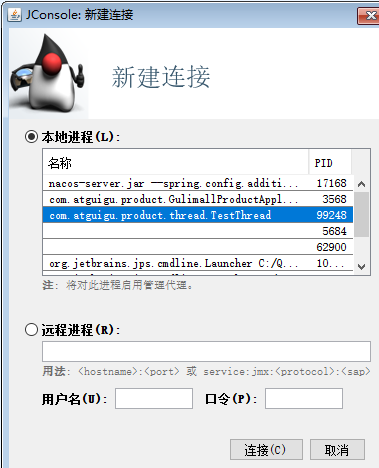 JConsole: 新建连接
新建连接
本地进程(L):
名称 PID
nacos-server.jar --spring.config.additi... 17168
com.atguigu.product.GulimallProductAppl... 3568
com.atguigu.product.thread.TestThread 99248
5684
62900
org.jetbrains.jps.cmdline.Launcher C:/Q... 10...
注: 将对此进程启用管理代理。
远程进程(R):
用法: <hostname>:<port> 或 service:jmx:<protocol>:<sap>
用户名(U): 口令(P):
连接(C) 取消